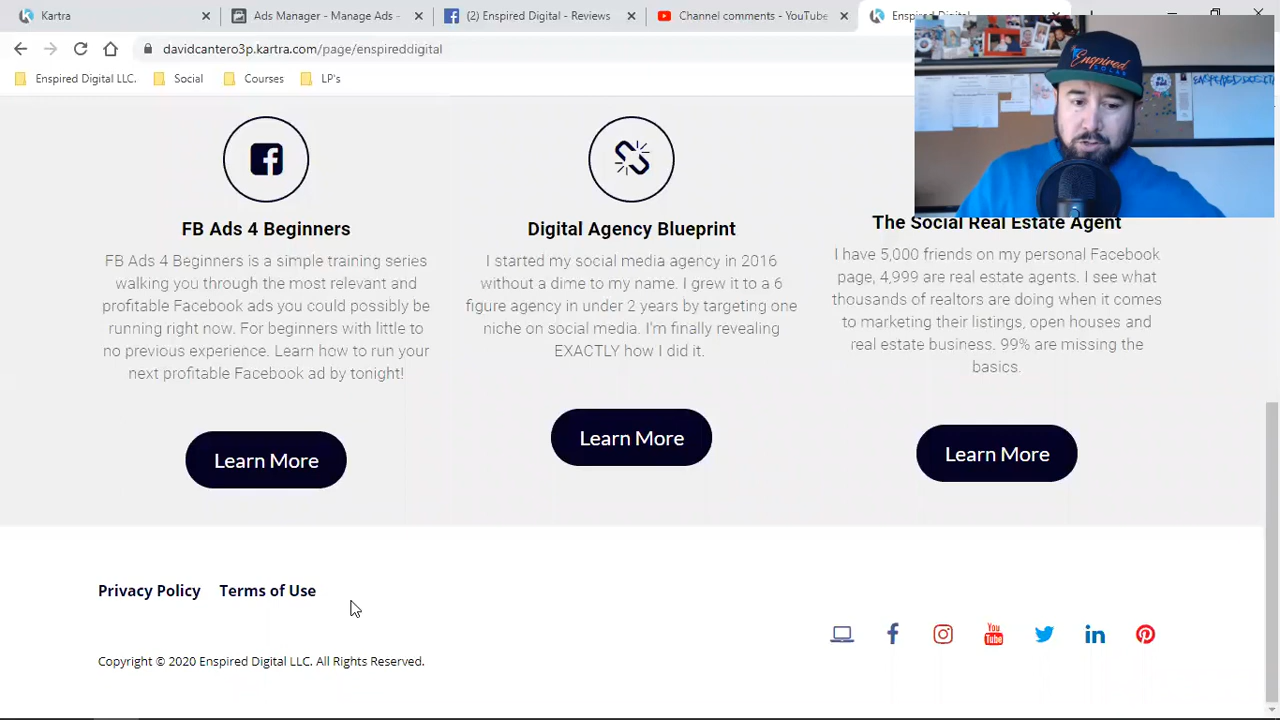 Kartra
Ads Manager - Manage Ads
(2) Enspired Digital - Reviews
Channel comments - YouTube
Enspired Digital
davidcantero3p.kartra.com/page/enspireddigital
Enspired Digital LLC.
Social
Courses
LP's
Enspired
FB Ads 4 Beginners
FB Ads 4 Beginners is a simple training series
walking you through the most relevent and
profitable Facebook ads you could possibly be
running right now. For beginners with little to
no previous experience. Learn how to run your
next profitable Facebook ad by tonight!
Learn More
Digital Agency Blueprint
I started my social media agency in 2016
without a dime to my name. I grew it to a 6
figure agency in under 2 years by targeting one
niche on social media. I'm finally revealing
EXACTLY how I did it.
Learn More
The Social Real Estate Agent
I have 5,000 friends on my personal Facebook
page, 4,999 are real estate agents. I see what
thousands of realtors are doing when it comes
to marketing their listings, open houses and
real estate business. 99% are missing the
basics.
Learn More
Privacy Policy Terms of Use
You
Tube
Copyright © 2020 Enspired Digital LLC. All Rights Reserved.